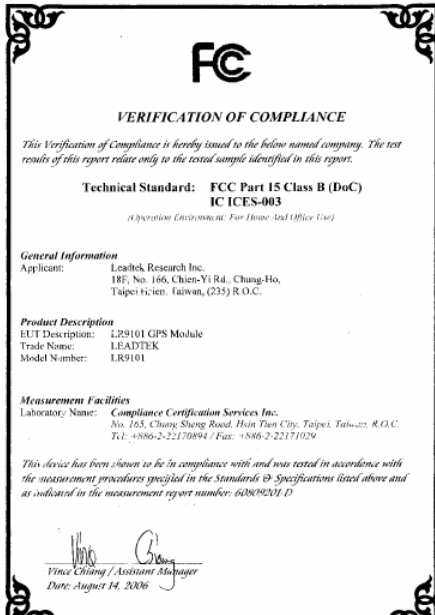 FC
VERIFICATION OF COMPLIANCE
This Verification of Compliance is hereby issued to the below named company. The test
results of this report relate only to the tested sample identified in this report.
Technical Standard: FCC Part 15 Class B (DoC)
IC ICES-003
(Operation Environment: For Home And Office Use)
General Information
Applicant: Leadtek Research Inc.
18F, No. 166, Chien-Yi Rd., Chung-Ho,
Taipei Hsien, Taiwan, (235) R.O.C.
Product Description
EUT Description: LR9101 GPS Module
Trade Name: LEADTEK
Model Number: LR9101
Measurement Facilities
Laboratory Name: Compliance Certification Services Inc.
No. 165, Chung Sheng Road, Hsin Tien City, Taipei, Taiwan, R.O.C.
Tel: +886-2-22170894 / Fax: +886-2-22171029
This device has been shown to be in compliance with and was tested in accordance with
the measurement procedures specified in the Standards & Specifications listed above and
as indicated in the measurement report number: 60809201-D
Vince Chiang
Vince Chiang / Assistant Manager
Date: August 14, 2006